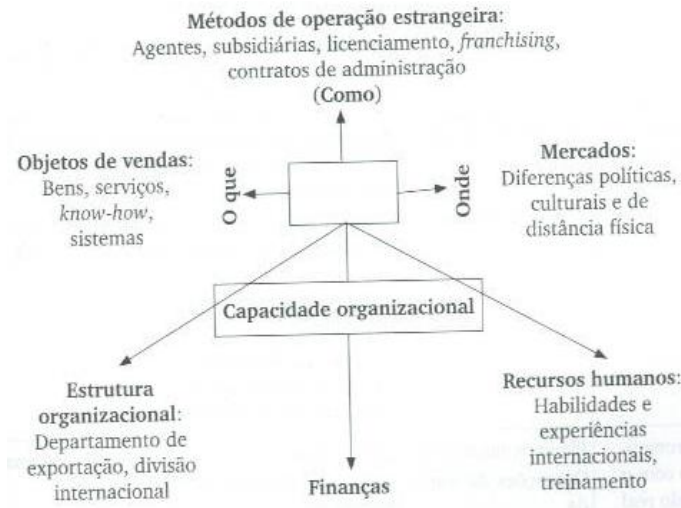 Métodos de operação estrangeira:
Agentes, subsidiárias, licenciamento, franchising,
contratos de administração
(Como)
Objetos de vendas:
Bens, serviços,
know-how,
sistemas
O que
Onde
Mercados:
Diferenças políticas,
culturais e de
distância física
Capacidade organizacional
Estrutura
organizacional:
Departamento de
exportação, divisão
internacional
Finanças
Recursos humanos:
Habilidades e
experiências
internacionais,
treinamento